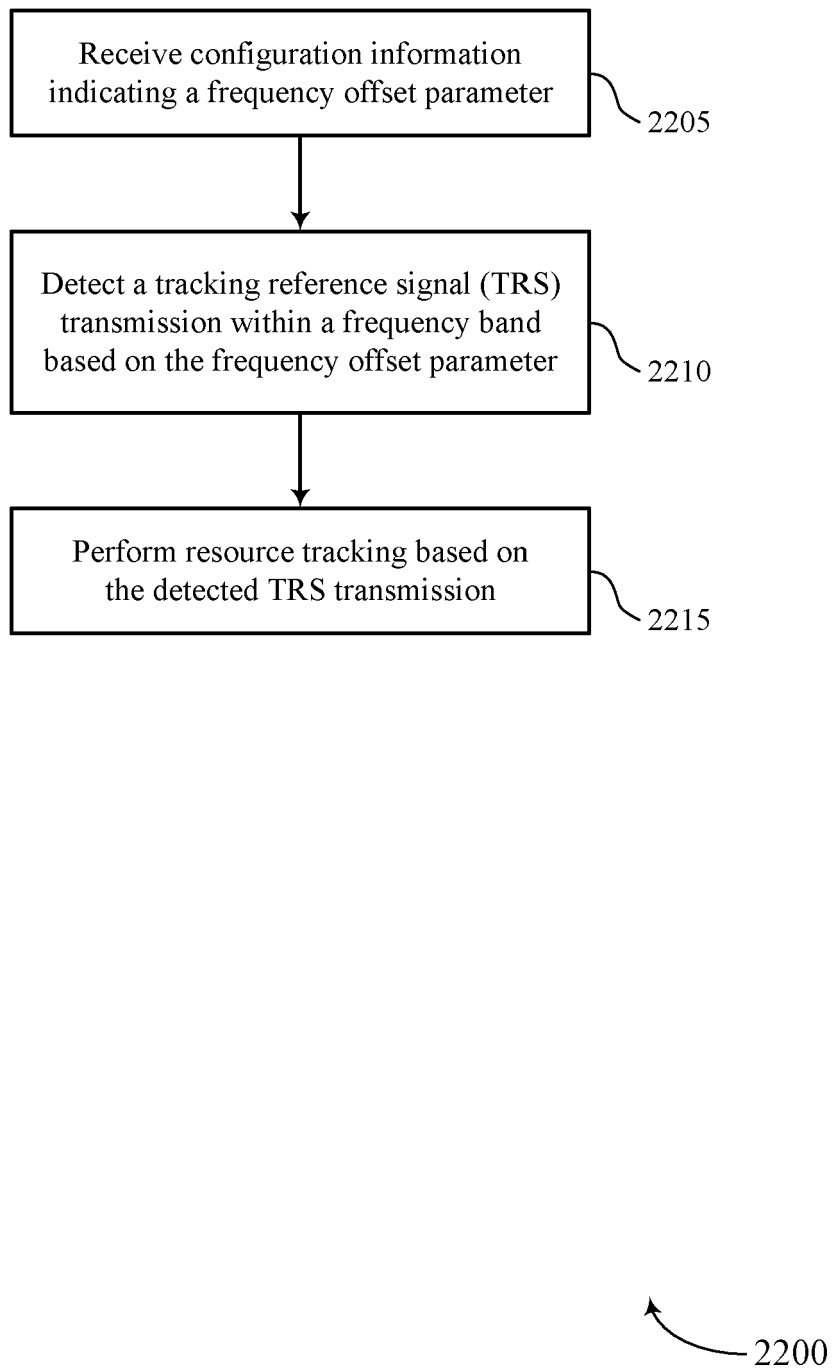 Receive configuration information
indicating a frequency offset parameter
2205
Detect a tracking reference signal (TRS)
transmission within a frequency band
based on the frequency offset parameter
2210
Perform resource tracking based on
the detected TRS transmission
2215
2200